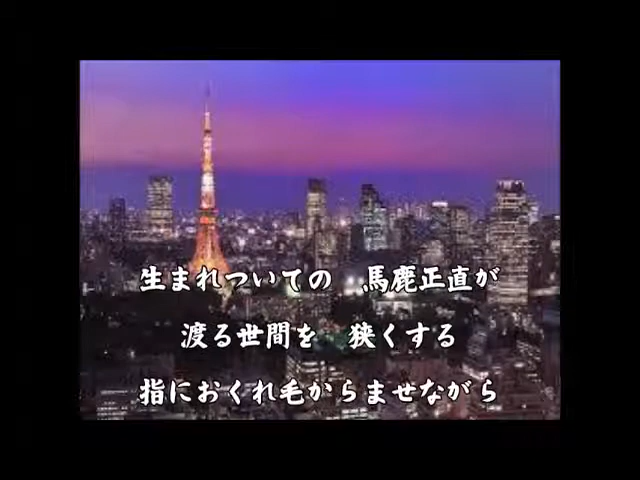 生まれついての　馬鹿正直が
渡る世間を　狭くする
指におくれ毛からませながら